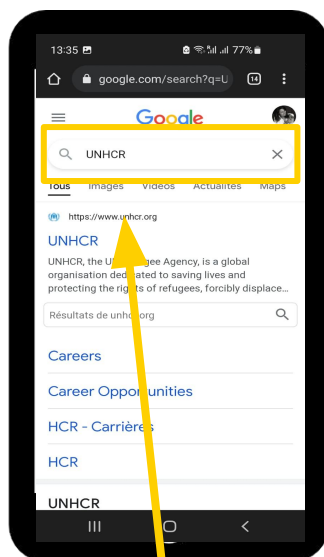 13:35 77%
google.com/search?q=U 14
Google
UNHCR
Tous Images Vidéos Actualités Maps
https://www.unhcr.org
UNHCR
UNHCR, the UN Refugee Agency, is a global
organisation dedicated to saving lives and
protecting the rights of refugees, forcibly displace...
Résultats de unhcr.org
Careers
Career Opportunities
HCR - Carrières
HCR
UNHCR